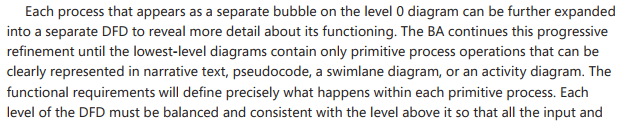 Each process that appears as a separate bubble on the level 0 diagram can be further expanded
into a separate DFD to reveal more detail about its functioning. The BA continues this progressive
refinement until the lowest-level diagrams contain only primitive process operations that can be
clearly represented in narrative text, pseudocode, a swimlane diagram, or an activity diagram. The
functional requirements will define precisely what happens within each primitive process. Each
level of the DFD must be balanced and consistent with the level above it so that all the input and